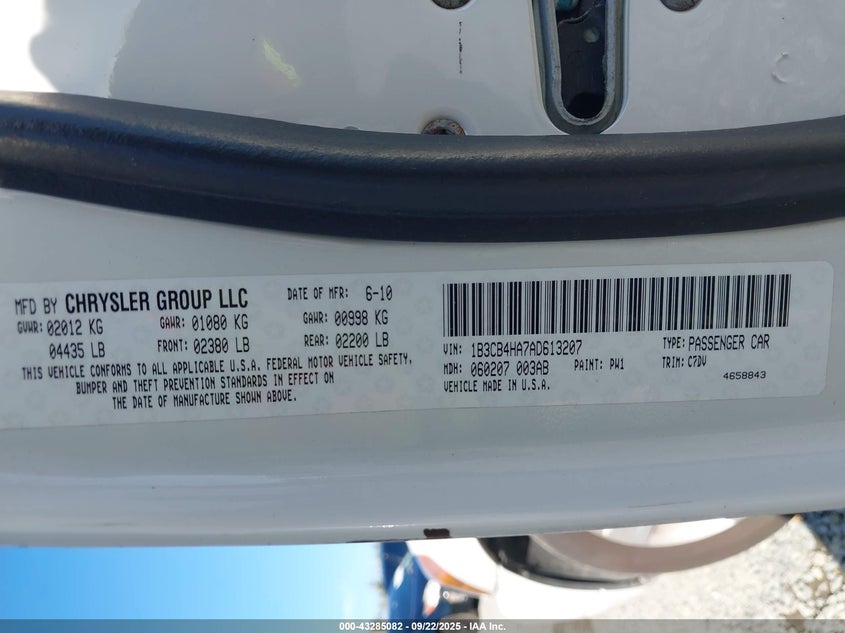 MFD BY CHRYSLER GROUP LLC DATE OF MFR: 6-10
GVWR: 02012 KG GAWR: 01080 KG GAWR: 00998 KG
04435 LB FRONT: 02380 LB REAR: 02200 LB
THIS VEHICLE CONFORMS TO ALL APPLICABLE U.S.A. FEDERAL MOTOR VEHICLE SAFETY,
BUMPER AND THEFT PREVENTION STANDARDS IN EFFECT ON
THE DATE OF MANUFACTURE SHOWN ABOVE.
VIN: 1B3CB4HA7AD613207 TYPE: PASSENGER CAR
MDH: 060207 003AB PAINT: PW1 TRIM: C7DV
VEHICLE MADE IN U.S.A. 4658843
000-43285082 - 09/22/2025 - IAA, Inc.